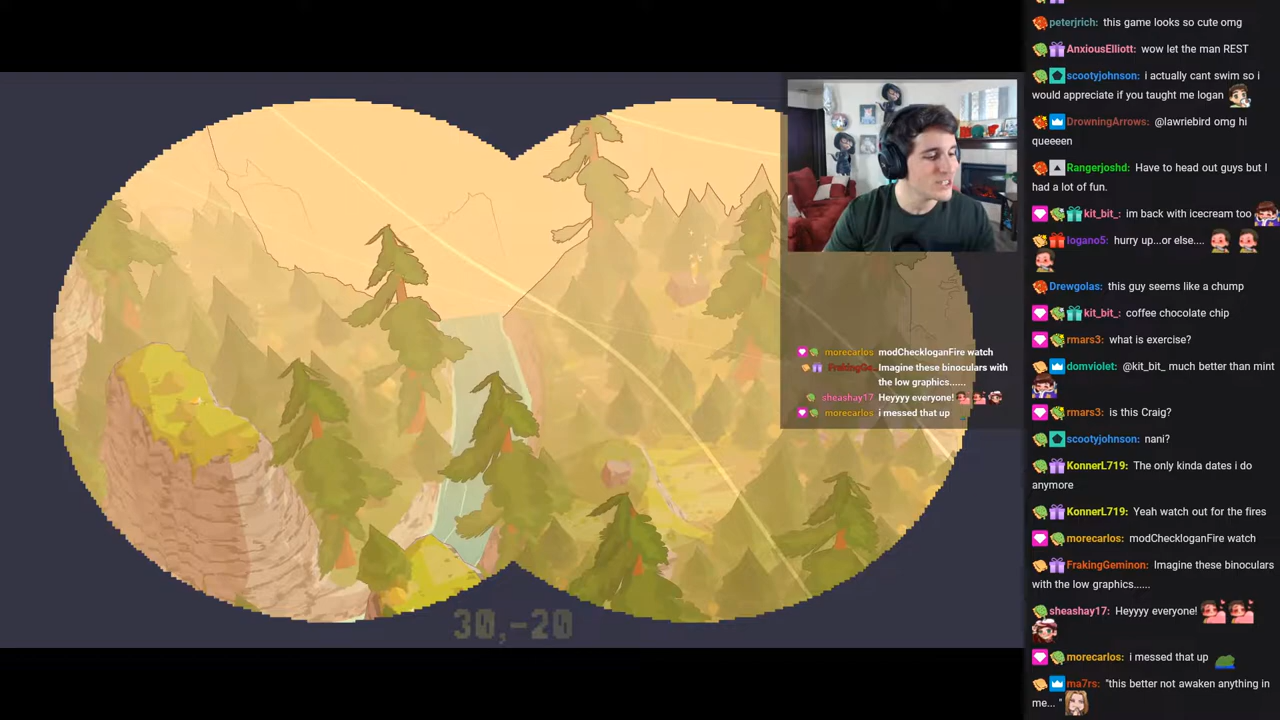 peterjrich: this game looks so cute omg
AnxiousElliott: wow let the man REST
scootyjohnson: i actually cant swim so i
would appreciate if you taught me logan
DrowningArrows: @lawriebird omg hi
queeeen
Rangerjoshd: Have to head out guys but I
had a lot of fun.
kit_bit_: im back with icecream too
logano5: hurry up...or else....
Drewgolas: this guy seems like a chump
kit_bit_: coffee chocolate chip
rmars3: what is exercise?
domviolet: @kit_bit_ much better than mint
rmars3: is this Craig?
scootyjohnson: nani?
KonnerL719: The only kinda dates i do
anymore
KonnerL719: Yeah watch out for the fires
morecarlos: modCheckloganFire watch
FrakingGeminon: Imagine these binoculars
with the low graphics......
sheashay17: Heyyyy everyone!
morecarlos: i messed that up
ma7rs: "this better not awaken anything in
me... "
morecarlos modCheckloganFire watch
FrakingGe... Imagine these binoculars with
the low graphics......
sheashay17 Heyyyy everyone!
morecarlos i messed that up
30,-20